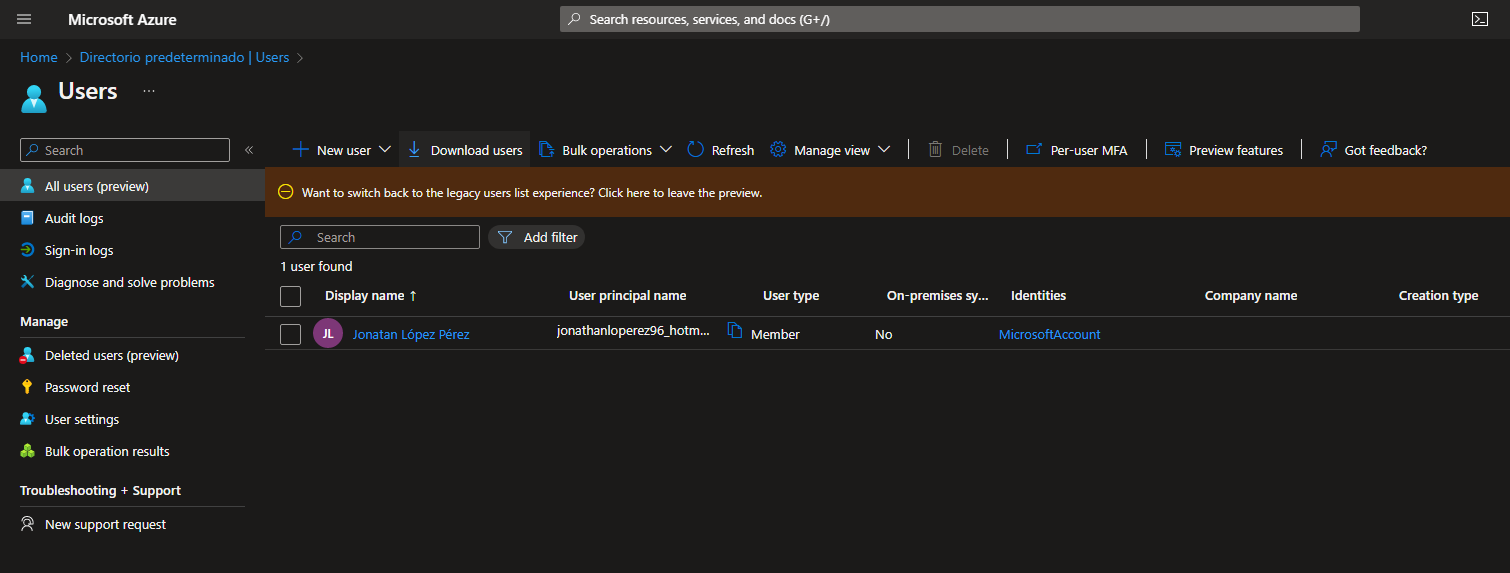 Microsoft Azure
Search resources, services, and docs (G+/)
Home > Directorio predeterminado | Users >
Users ...
Search «
New user Download users Bulk operations Refresh Manage view Delete Per-user MFA Preview features Got feedback?
All users (preview)
Audit logs
Sign-in logs
Diagnose and solve problems
Manage
Deleted users (preview)
Password reset
User settings
Bulk operation results
Troubleshooting + Support
New support request
Want to switch back to the legacy users list experience? Click here to leave the preview.
Search Add filter
1 user found
Display name ↑ User principal name User type On-premises sy... Identities Company name Creation type
JL Jonatan López Pérez jonathanloperez96_hotm... Member No MicrosoftAccount